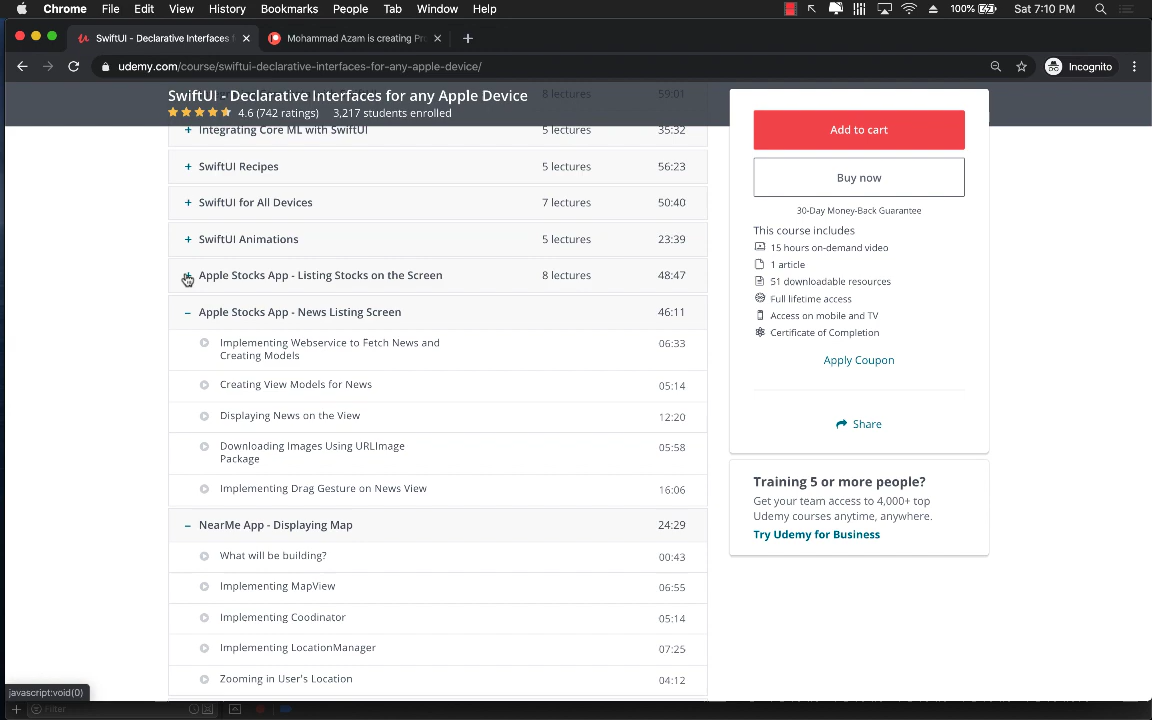 Chrome File Edit View History Bookmarks People Tab Window Help 100% Sat 7:10 PM
SwiftUI - Declarative Interfaces Mohammad Azam is creating Pr
udemy.com/course/swiftui-declarative-interfaces-for-any-apple-device/ Incognito
SwiftUI - Declarative Interfaces for any Apple Device 8 lectures 59:01
4.6 (742 ratings) 3,217 students enrolled
Integrating Core ML with SwiftUI 5 lectures 35:32
SwiftUI Recipes 5 lectures 56:23
SwiftUI for All Devices 7 lectures 50:40
SwiftUI Animations 5 lectures 23:39
Apple Stocks App - Listing Stocks on the Screen 8 lectures 48:47
Apple Stocks App - News Listing Screen 46:11
Implementing Webservice to Fetch News and 06:33
Creating Models
Creating View Models for News 05:14
Displaying News on the View 12:20
Downloading Images Using URLImage 05:58
Package
Implementing Drag Gesture on News View 16:06
NearMe App - Displaying Map 24:29
What will be building? 00:43
Implementing MapView 06:55
Implementing Coodinator 05:14
Implementing LocationManager 07:25
Zooming in User's Location 04:12
Add to cart
Buy now
30-Day Money-Back Guarantee
This course includes
15 hours on-demand video
1 article
51 downloadable resources
Full lifetime access
Access on mobile and TV
Certificate of Completion
Apply Coupon
Share
Training 5 or more people?
Get your team access to 4,000+ top
Udemy courses anytime, anywhere.
Try Udemy for Business
javascript:void(0)
Filter